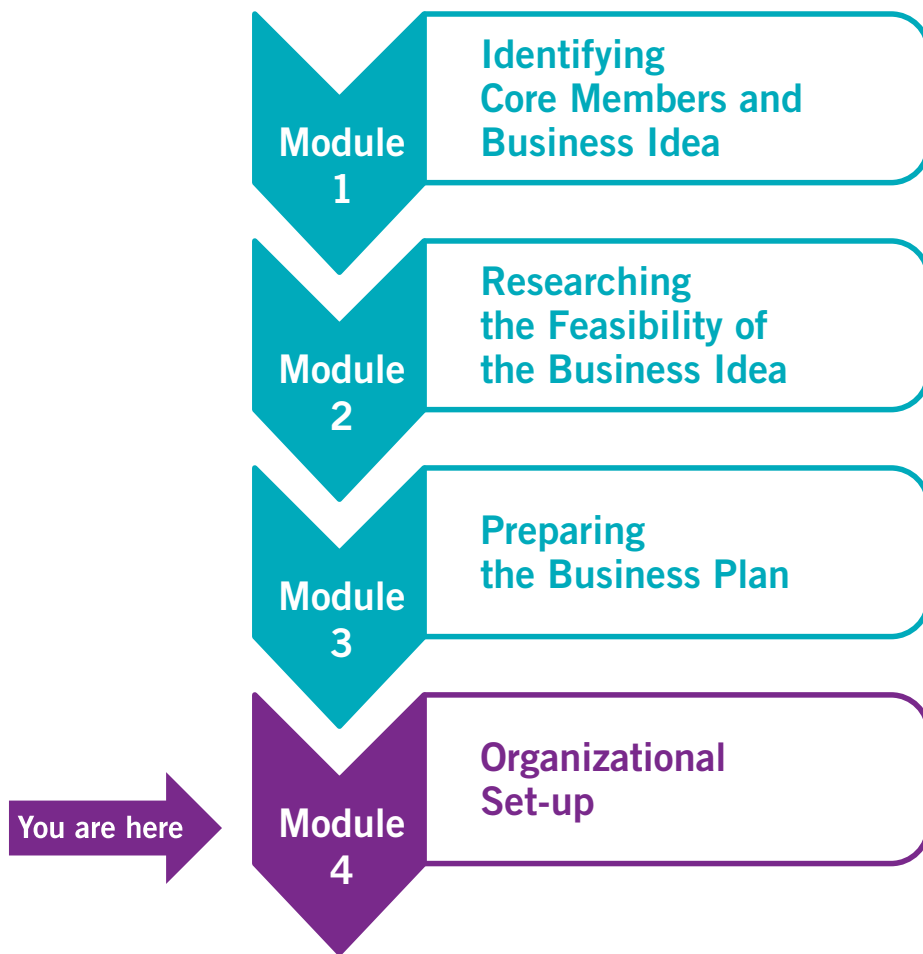 Module
1
Identifying
Core Members and
Business Idea
Module
2
Researching
the Feasibility of
the Business Idea
Module
3
Preparing
the Business Plan
You are here
Module
4
Organizational
Set-up